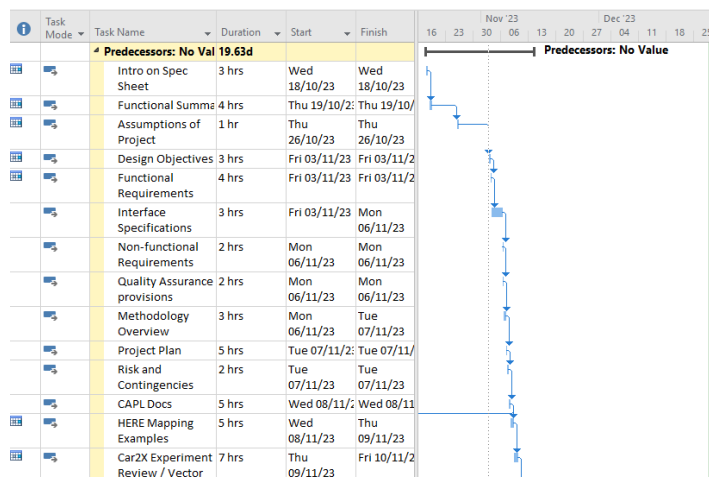 Task
Mode Task Name Duration Start Finish
Nov '23 Dec '23
16 23 30 06 13 20 27 04 11 18 25
Predecessors: No Val 19.63d
Predecessors: No Value
Intro on Spec 3 hrs Wed Wed
Sheet 18/10/23 18/10/23
Functional Summa 4 hrs Thu 19/10/2 Thu 19/10/
Assumptions of 1 hr Thu Thu
Project 26/10/23 26/10/23
Design Objectives 3 hrs Fri 03/11/23 Fri 03/11/2
Functional 4 hrs Fri 03/11/23 Fri 03/11/2
Requirements
Interface 3 hrs Fri 03/11/23 Mon
Specifications 06/11/23
Non-functional 2 hrs Mon Mon
Requirements 06/11/23 06/11/23
Quality Assurance 2 hrs Mon Mon
provisions 06/11/23 06/11/23
Methodology 3 hrs Mon Tue
Overview 06/11/23 07/11/23
Project Plan 5 hrs Tue 07/11/2 Tue 07/11/
Risk and 2 hrs Tue Tue
Contingencies 07/11/23 07/11/23
CAPL Docs 5 hrs Wed 08/11/2 Wed 08/11
HERE Mapping 5 hrs Wed Thu
Examples 08/11/23 09/11/23
Car2X Experiment 7 hrs Thu Fri 10/11/2
Review / Vector 09/11/23